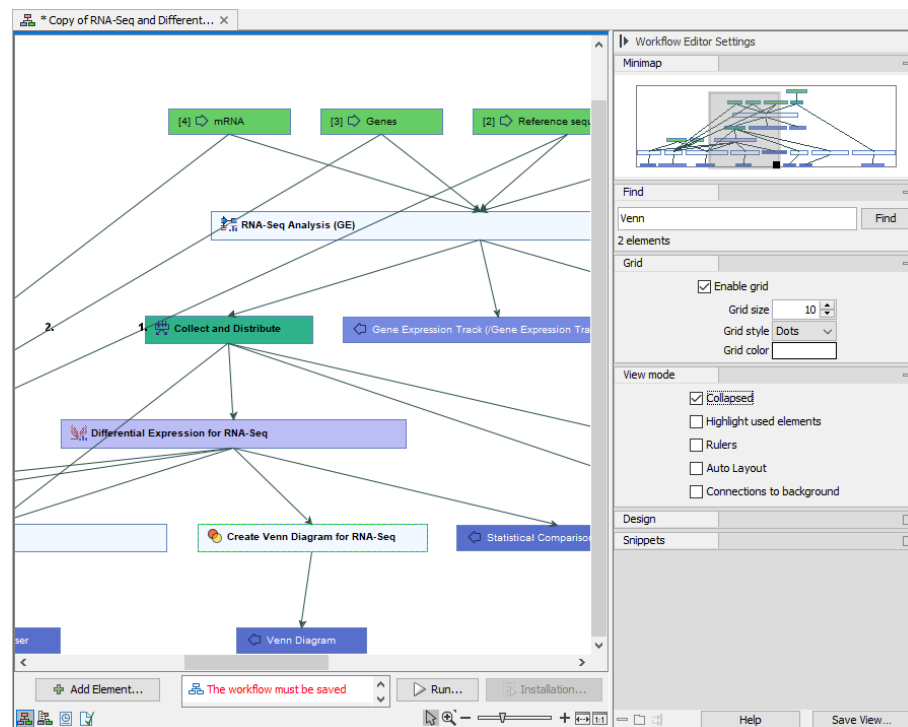 * Copy of RNA-Seq and Different... ×
Workflow Editor Settings
Minimap
[4] mRNA
[3] Genes
[2] Reference sequ
Find
Venn
Find
RNA-Seq Analysis (GE)
2 elements
Grid
Enable grid
Grid size 10
2.
1.
Collect and Distribute
Gene Expression Track (/Gene Expression Tra
Grid style Dots
Grid color
View mode
Collapsed
Highlight used elements
Differential Expression for RNA-Seq
Rulers
Auto Layout
Connections to background
Design
Create Venn Diagram for RNA-Seq
Statistical Comparison
Snippets
ser
Venn Diagram
Add Element...
The workflow must be saved
Run...
Installation...
1:1
Help
Save View...